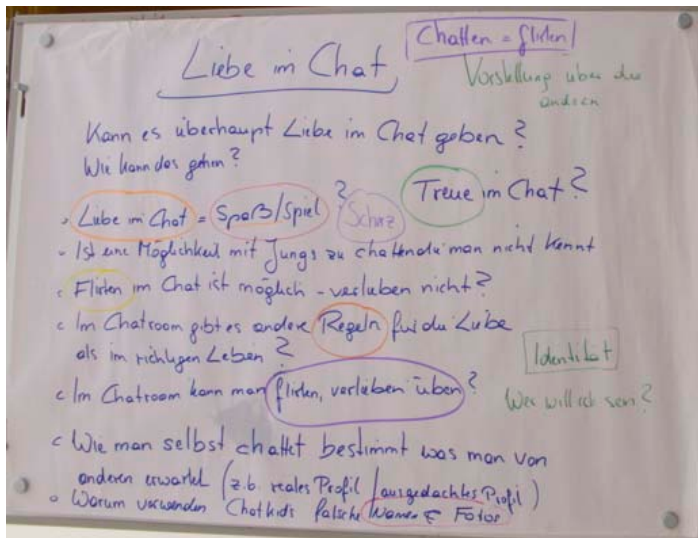 Chatten = flirten
Liebe im Chat
Vorstellung über die
andern
Kann es überhaupt Liebe im Chat geben?
Wie kann das gehen?
Treue im Chat?
Liebe im Chat = Spaß/Spiel ?
- Ist eine Möglichkeit mit Jungs zu chatten die man nicht kennt
Flirten im Chat ist möglich - verlieben nicht?
Im Chatroom gibt es andere Regeln für die Liebe
als im richtigen Leben?
Identität
Im Chatroom kann man flirten, verlieben üben?
Wer will ich sein?
Wie man selbst chattet bestimmt was man von
anderen erwartet (z.b. reales Profil / ausgedachtes Profil)
Warum verwenden Chatkids falsche Namen & Fotos